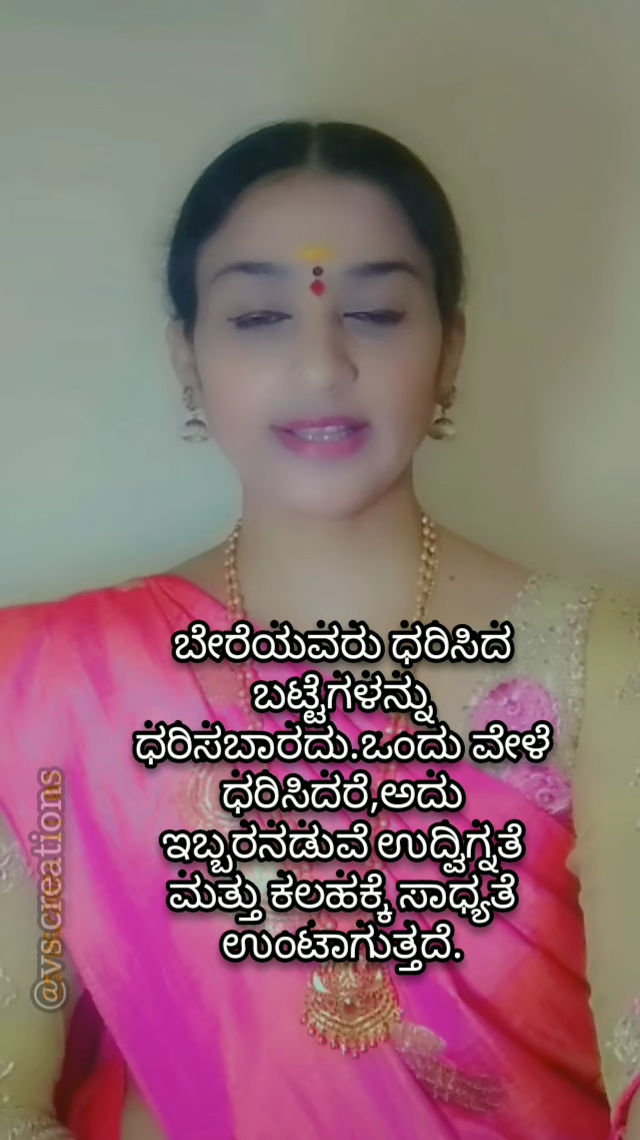 ಬೇರೆಯವರು ಧರಿಸಿದ
ಬಟ್ಟೆಗಳನ್ನು
ಧರಿಸಬಾರದು.ಒಂದು ವೇಳೆ
ಧರಿಸಿದರೆ,ಅದು
ಇಬ್ಬರನಡುವೆ ಉದ್ವಿಗ್ನತೆ
ಮತ್ತು ಕಲಹಕ್ಕೆ ಸಾಧ್ಯತೆ
ಉಂಟಾಗುತ್ತದೆ.
@vs:creations